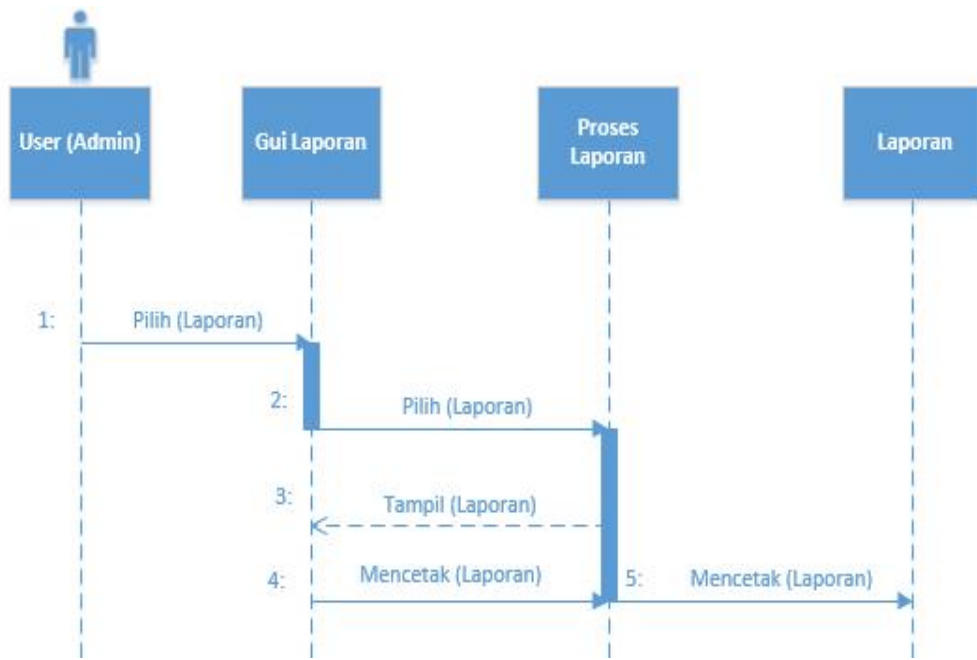 User (Admin)
Gui Laporan
Proses
Laporan
Laporan
1:
Pilih (Laporan)
2:
Pilih (Laporan)
3:
Tampil (Laporan)
4:
Mencetak (Laporan)
5:
Mencetak (Laporan)